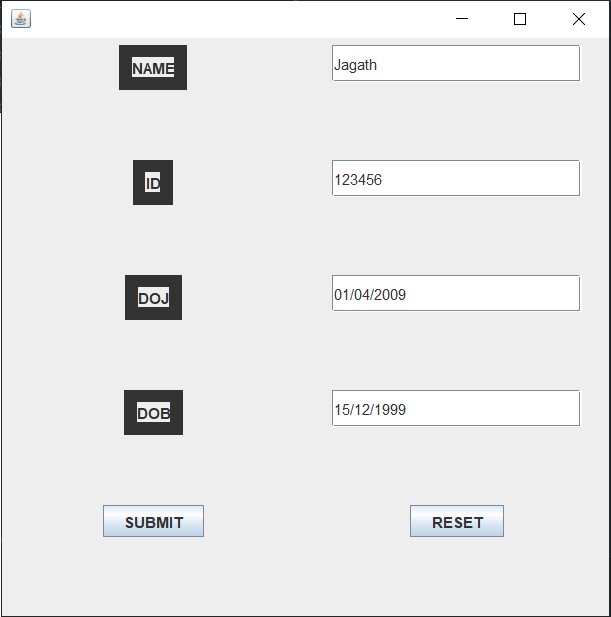 NAME Jagath
ID 123456
DOJ 01/04/2009
DOB 15/12/1999
SUBMIT RESET